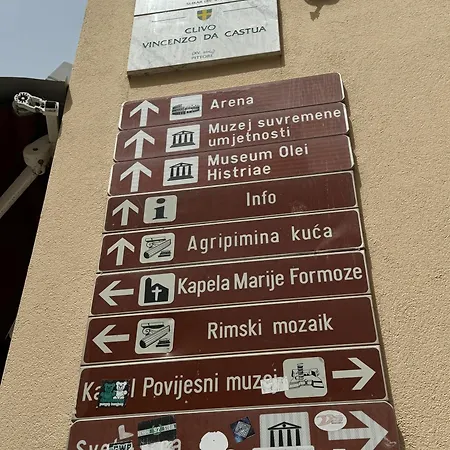 CLIVO
VINCENZO DA CASTUA
Arena
Muzej suvremene
umjetnosti
Museum Olei
Histriae
Info
i
Agripinina kuća
Kapela Marije Formoze
Rimski mozaik
Povijesni muzej